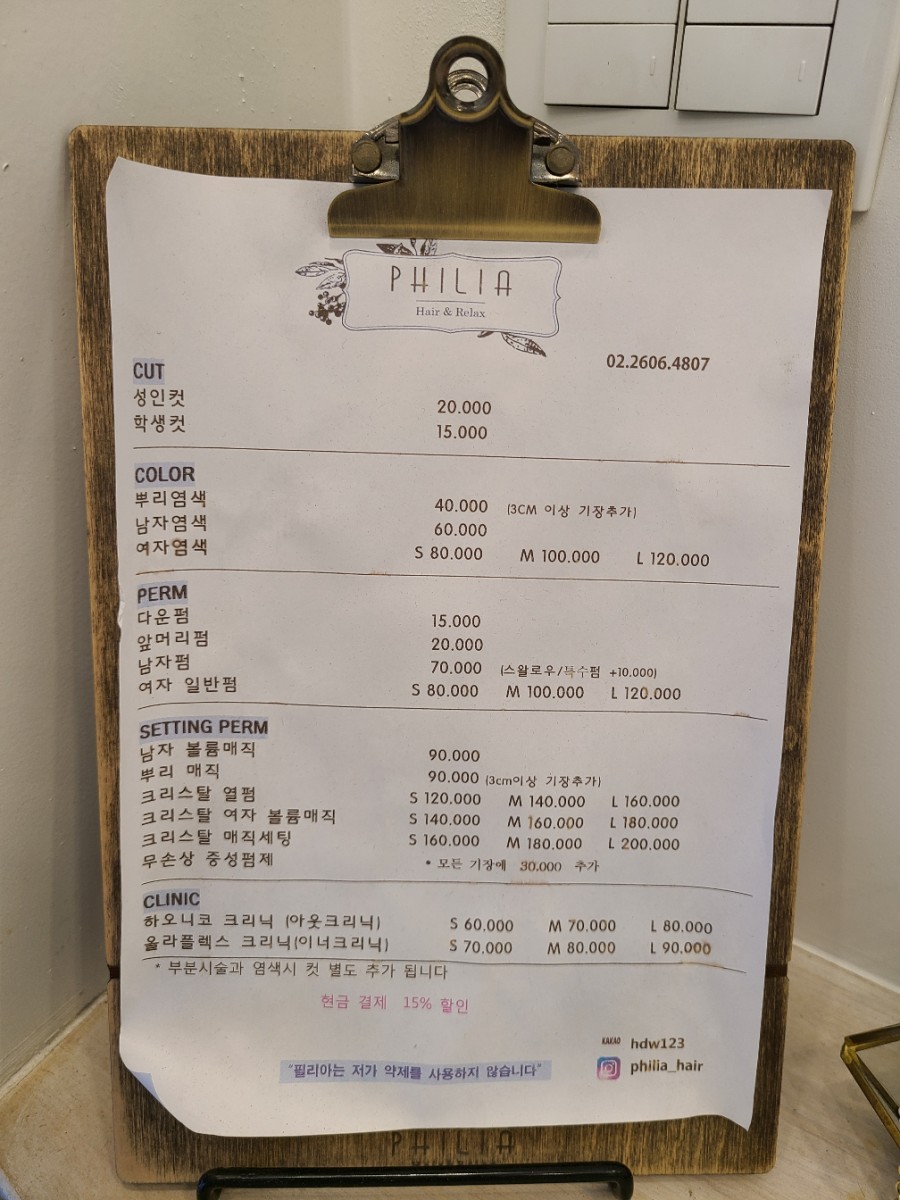 PHILIA
Hair & Relax
02.2606.4807
CUT
성인컷 20.000
학생컷 15.000
COLOR
뿌리염색 40.000 (3CM 이상 기장추가)
남자염색 60.000
여자염색 S 80.000 M 100.000 L 120.000
PERM
다운펌 15.000
앞머리펌 20.000
남자펌 70.000 (스왈로우/특수펌 +10.000)
여자 일반펌 S 80.000 M 100.000 L 120.000
SETTING PERM
남자 볼륨매직 90.000
뿌리 매직 90.000 (3cm이상 기장추가)
크리스탈 열펌 S 120.000 M 140.000 L 160.000
크리스탈 여자 볼륨매직 S 140.000 M 160.000 L 180.000
크리스탈 매직세팅 S 160.000 M 180.000 L 200.000
무손상 중성펌제 * 모든 기장에 30.000 추가
CLINIC
하오니코 크리닉 (아웃크리닉) S 60.000 M 70.000 L 80.000
울라플렉스 크리닉(이너크리닉) S 70.000 M 80.000 L 90.000
* 부분시술과 염색시 컷 별도 추가 됩니다
현금 결제 15% 할인
KAKAO hdw123
philia_hair
"필리아는 저가 약제를 사용하지 않습니다"
PHILIA